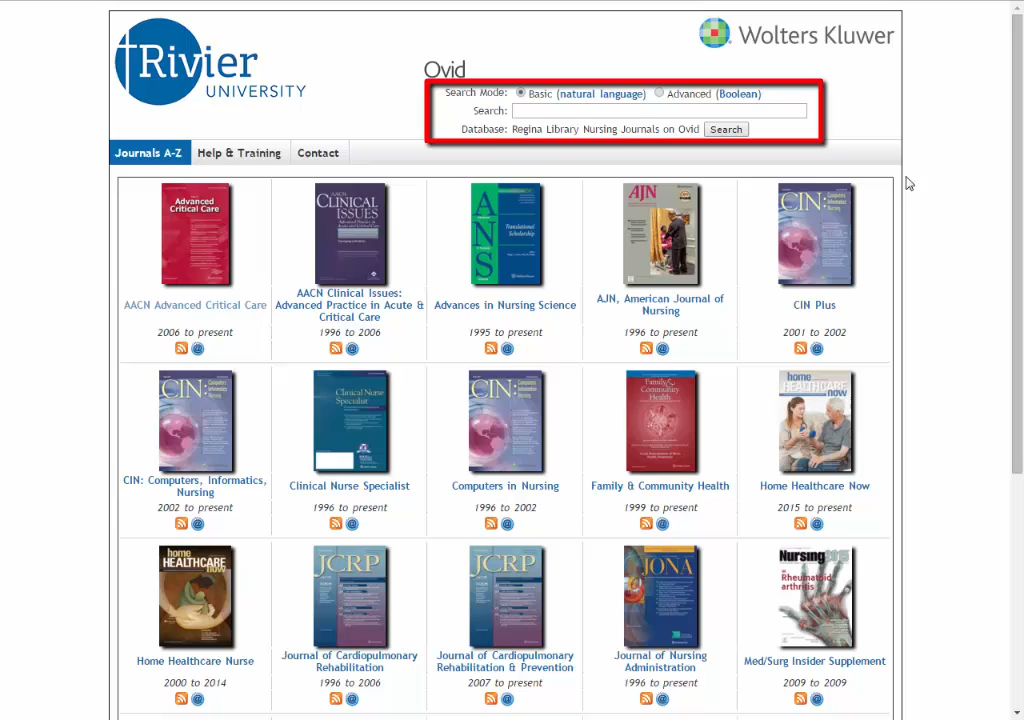 Rivier
UNIVERSITY
Wolters Kluwer
Ovid
Search Mode: Basic (natural language) Advanced (Boolean)
Search:
Database: Regina Library Nursing Journals on Ovid Search
Journals A-Z Help & Training Contact
Advanced
Critical Care
AACN
CLINICAL
ISSUES
ANS
Translational
Scholarship
AJN
CIN:
AACN Advanced Critical Care
2006 to present
AACN Clinical Issues:
Advanced Practice in Acute &
Critical Care
1996 to 2006
Advances in Nursing Science
1995 to present
AJN, American Journal of
Nursing
1996 to present
CIN Plus
2001 to 2002
CIN:
Clinical Nurse
Specialist
CIN:
Family &
Community
Health
home
HEALTHCARE
now
CIN: Computers, Informatics,
Nursing
2002 to present
Clinical Nurse Specialist
1996 to present
Computers in Nursing
1996 to 2002
Family & Community Health
1999 to present
Home Healthcare Now
2015 to present
home
HEALTHCARE
now
JCRP
JCRP
JONA
Nursing2015
Rheumatoid
arthritis
Home Healthcare Nurse
2000 to 2014
Journal of Cardiopulmonary
Rehabilitation
1996 to 2006
Journal of Cardiopulmonary
Rehabilitation & Prevention
2007 to present
Journal of Nursing
Administration
1996 to present
Med/Surg Insider Supplement
2009 to 2009